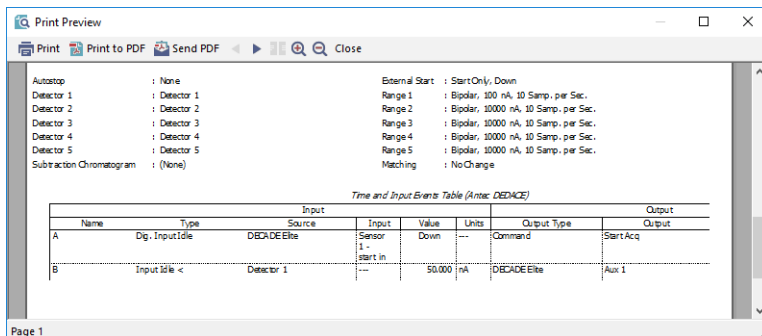 Print Preview
Print Print to PDF Send PDF Close
Autostop : None External Start : Start Only, Down
Detector 1 : Detector 1 Range 1 : Bipolar, 100 nA, 10 Samp. per Sec.
Detector 2 : Detector 2 Range 2 : Bipolar, 10000 nA, 10 Samp. per Sec.
Detector 3 : Detector 3 Range 3 : Bipolar, 10000 nA, 10 Samp. per Sec.
Detector 4 : Detector 4 Range 4 : Bipolar, 10000 nA, 10 Samp. per Sec.
Detector 5 : Detector 5 Range 5 : Bipolar, 10000 nA, 10 Samp. per Sec.
Subtraction Chromatogram : (None) Matching : No Change
Time and Input Events Table (Antec DEDACE)
Input Output
Name Type Source Input Value Units Output Type Output
A Dig. Input Idle DECADE Elite Sensor Down --- Command Start Acq
1 -
start in
B Input Idle < Detector 1 --- 50.000 nA DECADE Elite Aux 1
Page 1